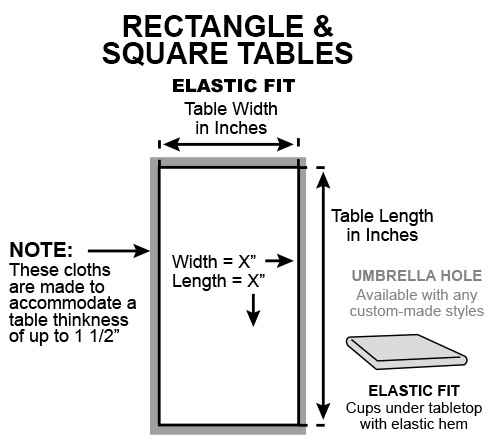 RECTANGLE &
SQUARE TABLES
ELASTIC FIT
Table Width
in Inches
Table Length
in Inches
NOTE:
These cloths
are made to
accommodate a
table thinkness
of up to 1 1/2”
Width = X”
Length = X”
UMBRELLA HOLE
Available with any
custom-made styles
ELASTIC FIT
Cups under tabletop
with elastic hem